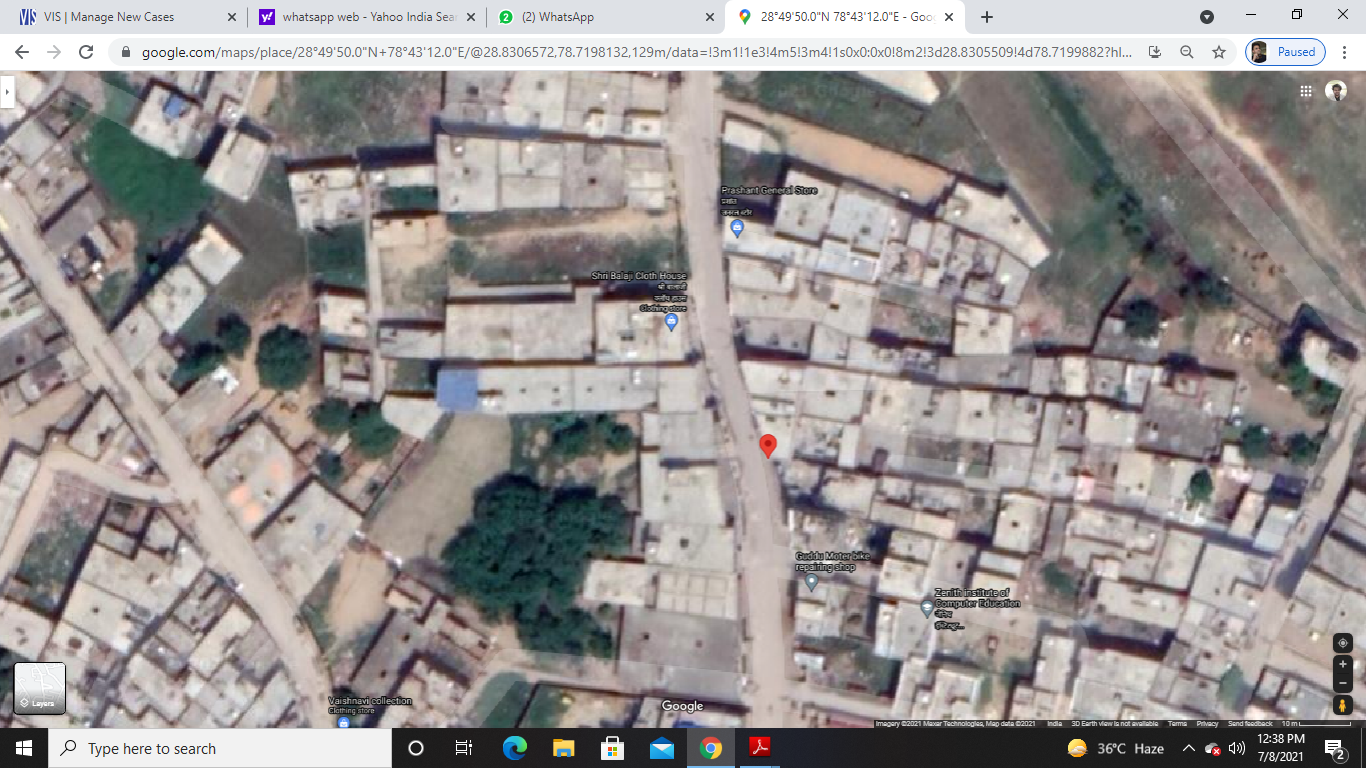 VIS | Manage New Cases
whatsapp web - Yahoo India Sear
(2) WhatsApp
28°49'50.0"N 78°43'12.0"E - Goo
google.com/maps/place/28°49'50.0"N+78°43'12.0"E/@28.8306572,78.7198132,129m/data=!3m1!1e3!4m5!3m4!1s0x0:0x0!8m2!3d28.8305509!4d78.7199882?hl...
Paused
Prashant General Store
प्रशांत
जनरल स्टोर
Shri Balaji Cloth House
श्री बालाजी
क्लॉथ हाउस
Clothing store
Guddu Moter bike
repairing shop
Zenith institute of
Computer Education
Vaishnavi collection
Clothing store
Layers
Google
Imagery ©2021 Maxar Technologies, Map data ©2021 India 3D Earth view is not available Terms Privacy Send feedback 10 m
Type here to search
36°C Haze
12:38 PM
7/8/2021
2